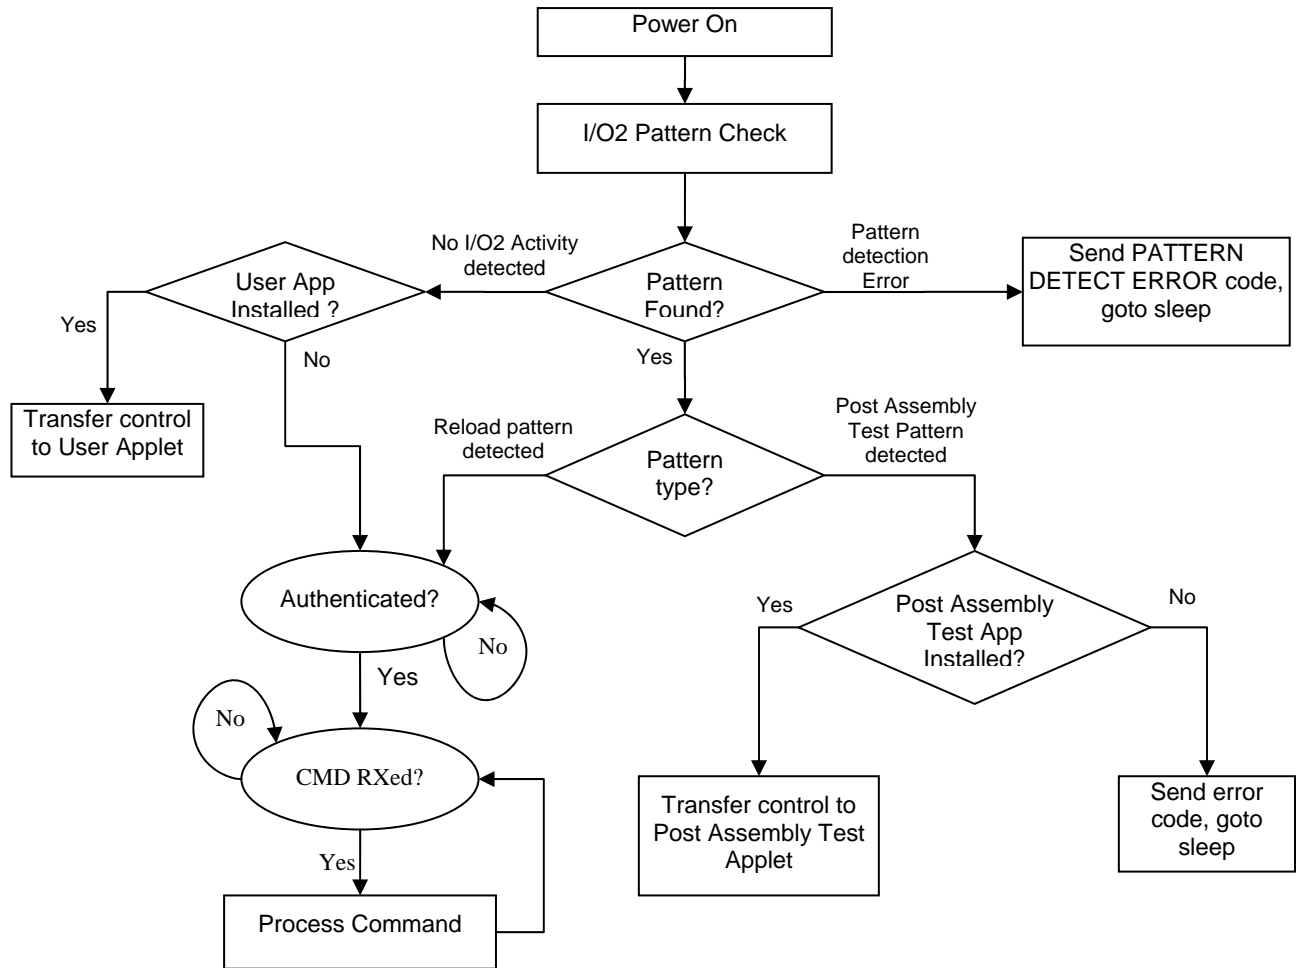 Power On
I/O2 Pattern Check
No I/O2 Activity
detected
Pattern
detection
Error
User App
Installed ?
Pattern
Found?
Send PATTERN
DETECT ERROR code,
goto sleep
Yes
No
Yes
Transfer control
to User Applet
Reload pattern
detected
Pattern
type?
Post Assembly
Test Pattern
detected
Authenticated?
No
Yes
Yes
Post Assembly
Test App
Installed?
No
No
CMD RXed?
Yes
Process Command
Transfer control to
Post Assembly Test
Applet
Send error
code, goto
sleep